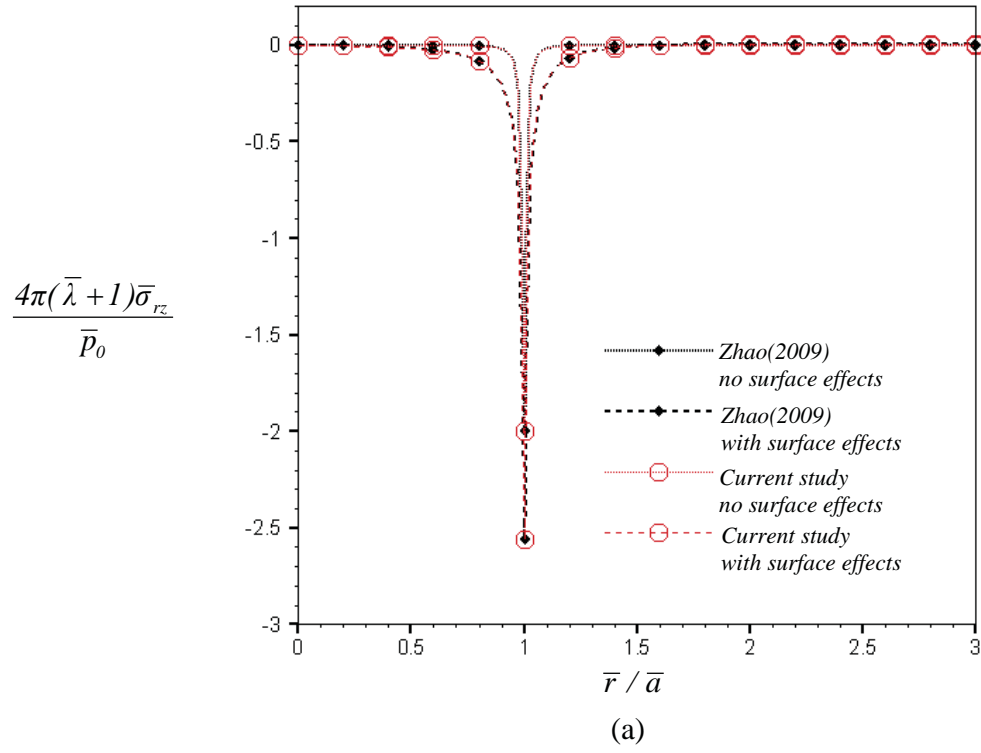 0
-0.5
-1
-1.5
-2
-2.5
-3
0
0.5
1
1.5
2
2.5
3
4π(λ̅+1)σ̅rz
p̅0
Zhao(2009)
no surface effects
Zhao(2009)
with surface effects
Current study
no surface effects
Current study
with surface effects
r̅ / a̅
(a)